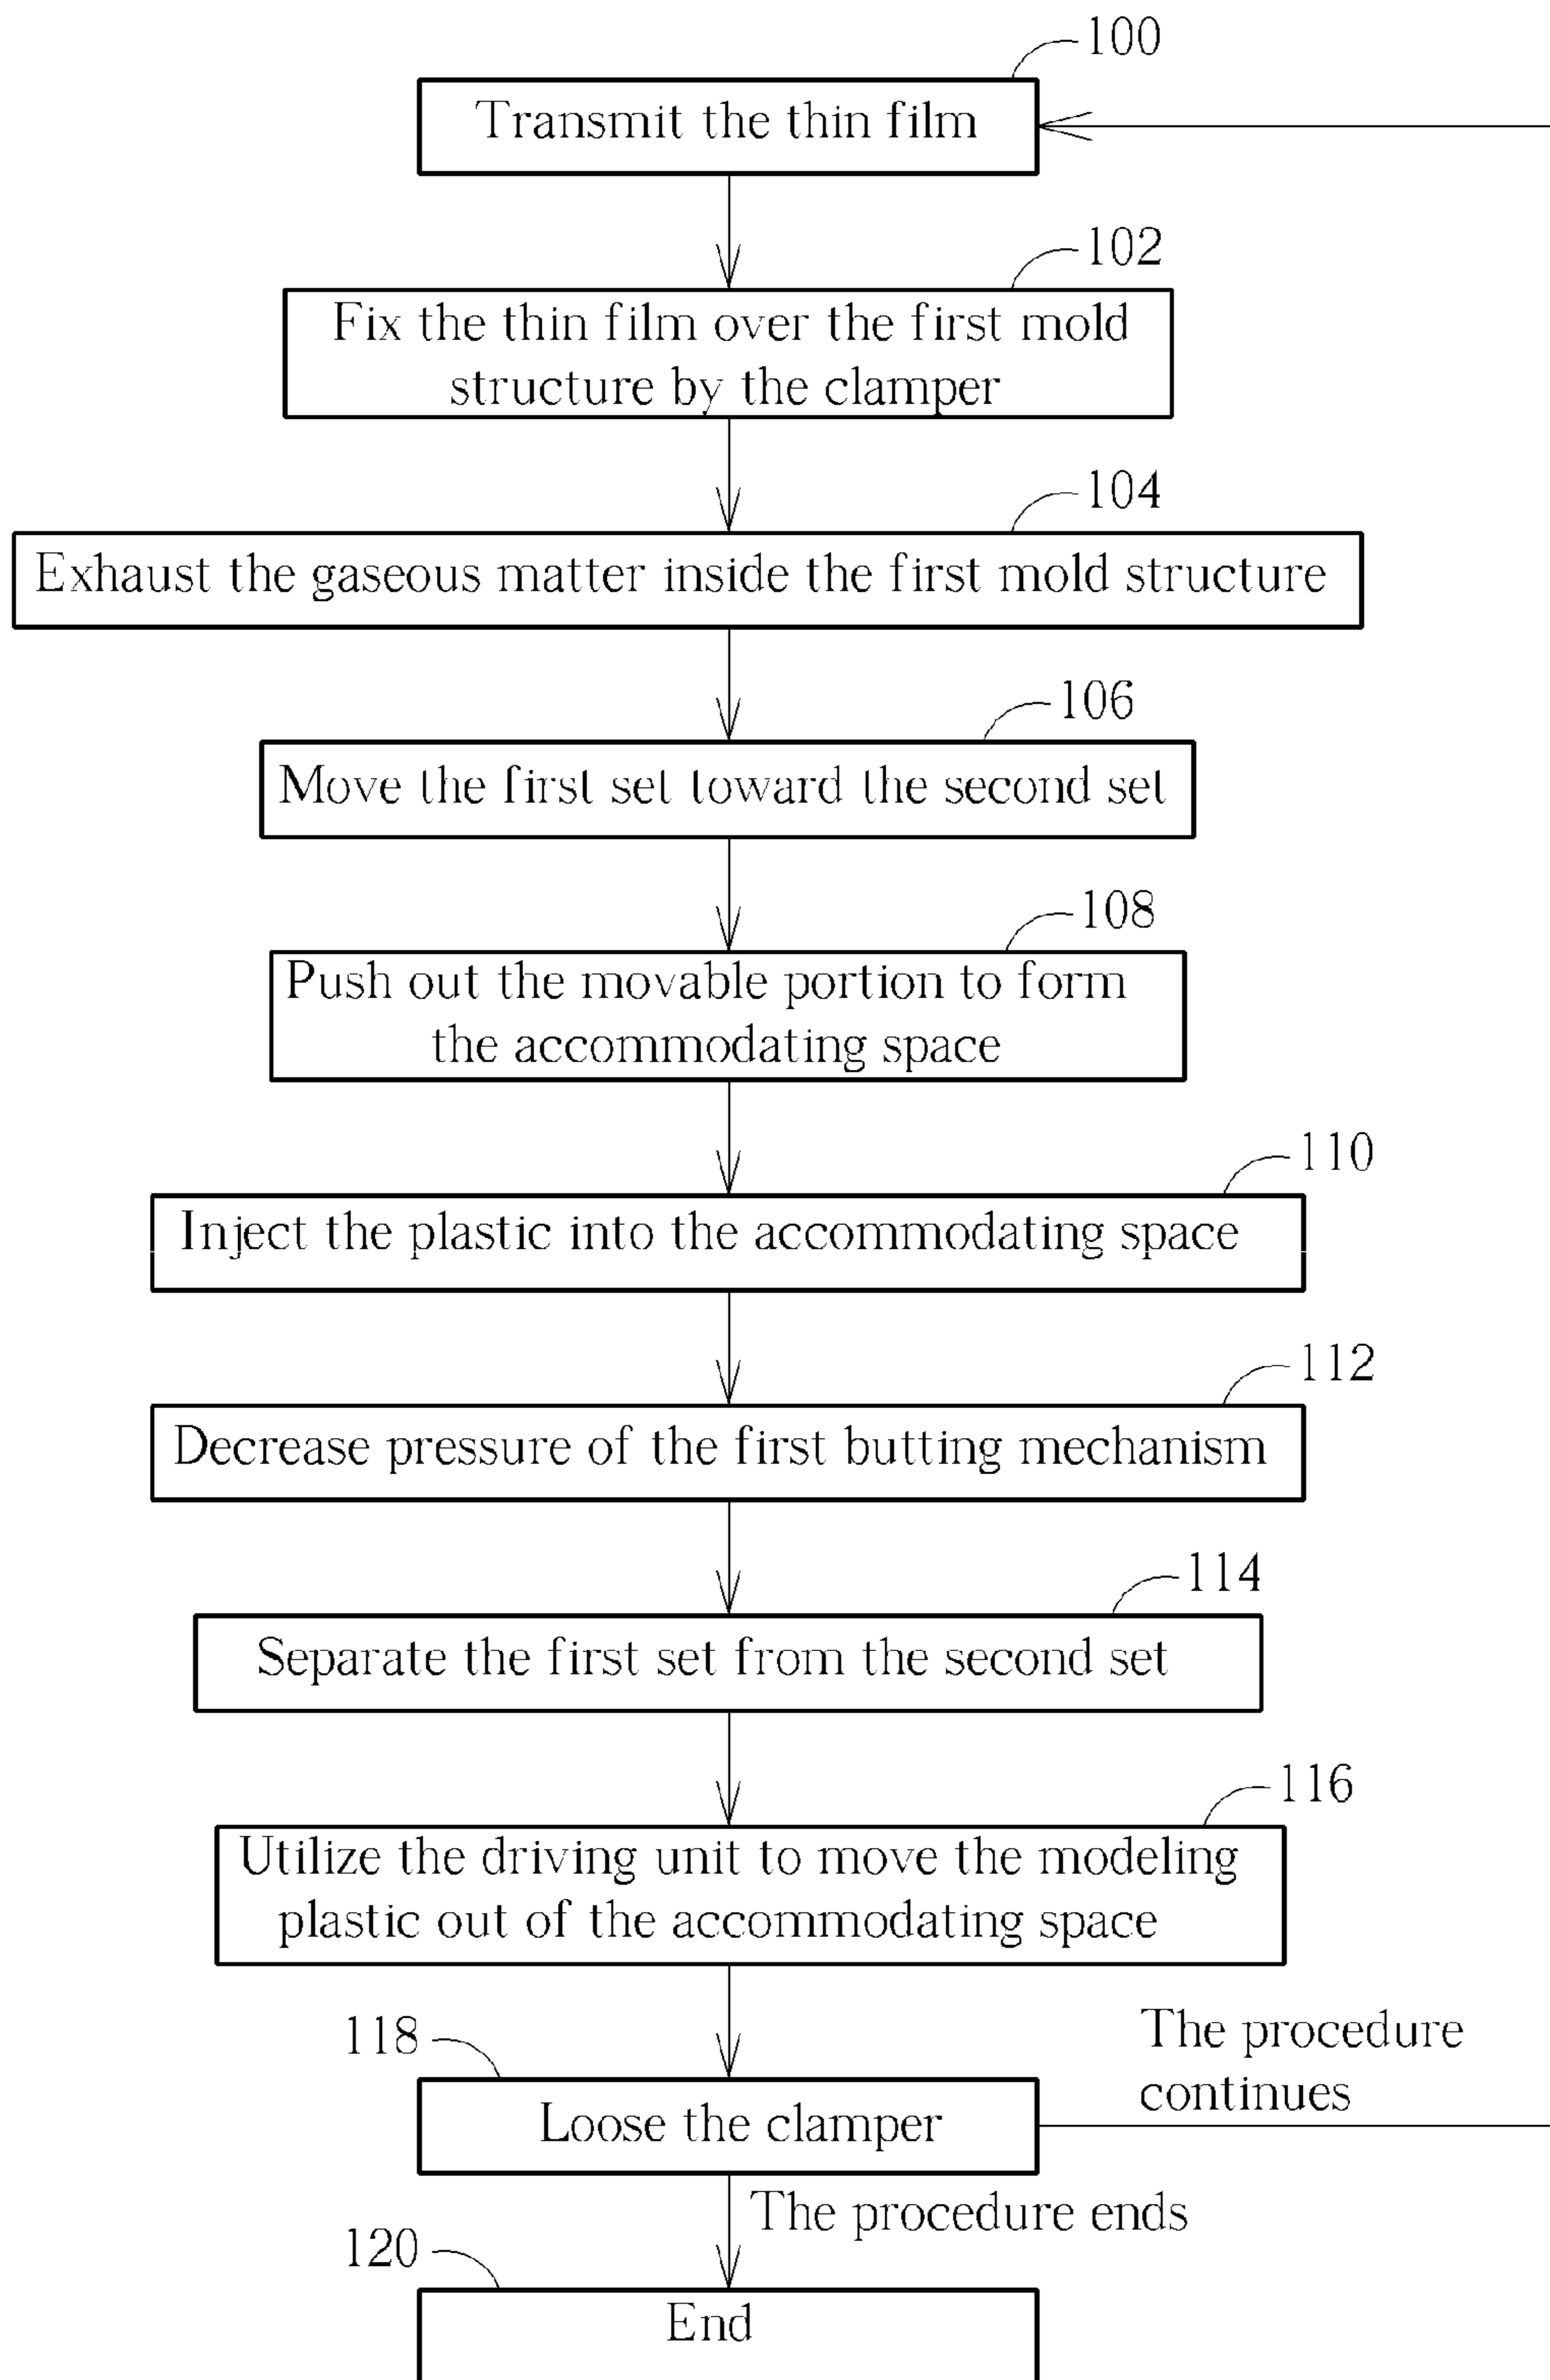 100
Transmit the thin film
102
Fix the thin film over the first mold
structure by the clamper
104
Exhaust the gaseous matter inside the first mold structure
106
Move the first set toward the second set
108
Push out the movable portion to form
the accommodating space
110
Inject the plastic into the accommodating space
112
Decrease pressure of the first butting mechanism
114
Separate the first set from the second set
116
Utilize the driving unit to move the modeling
plastic out of the accommodating space
118
The procedure
continues
Loose the clamper
The procedure ends
120
End